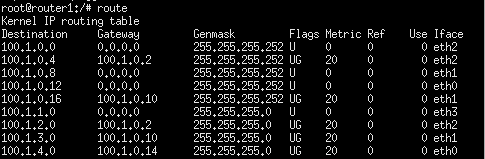 root@router1:/# route
Kernel IP routing table
Destination Gateway Genmask Flags Metric Ref Use Iface
100.1.0.0 0.0.0.0 255.255.255.252 U 0 0 0 eth2
100.1.0.4 100.1.0.2 255.255.255.252 UG 20 0 0 eth2
100.1.0.8 0.0.0.0 255.255.255.252 U 0 0 0 eth1
100.1.0.12 0.0.0.0 255.255.255.252 U 0 0 0 eth0
100.1.0.16 100.1.0.10 255.255.255.252 UG 20 0 0 eth1
100.1.1.0 0.0.0.0 255.255.255.0 U 0 0 0 eth3
100.1.2.0 100.1.0.2 255.255.255.0 UG 20 0 0 eth2
100.1.3.0 100.1.0.10 255.255.255.0 UG 20 0 0 eth1
100.1.4.0 100.1.0.14 255.255.255.0 UG 20 0 0 eth0